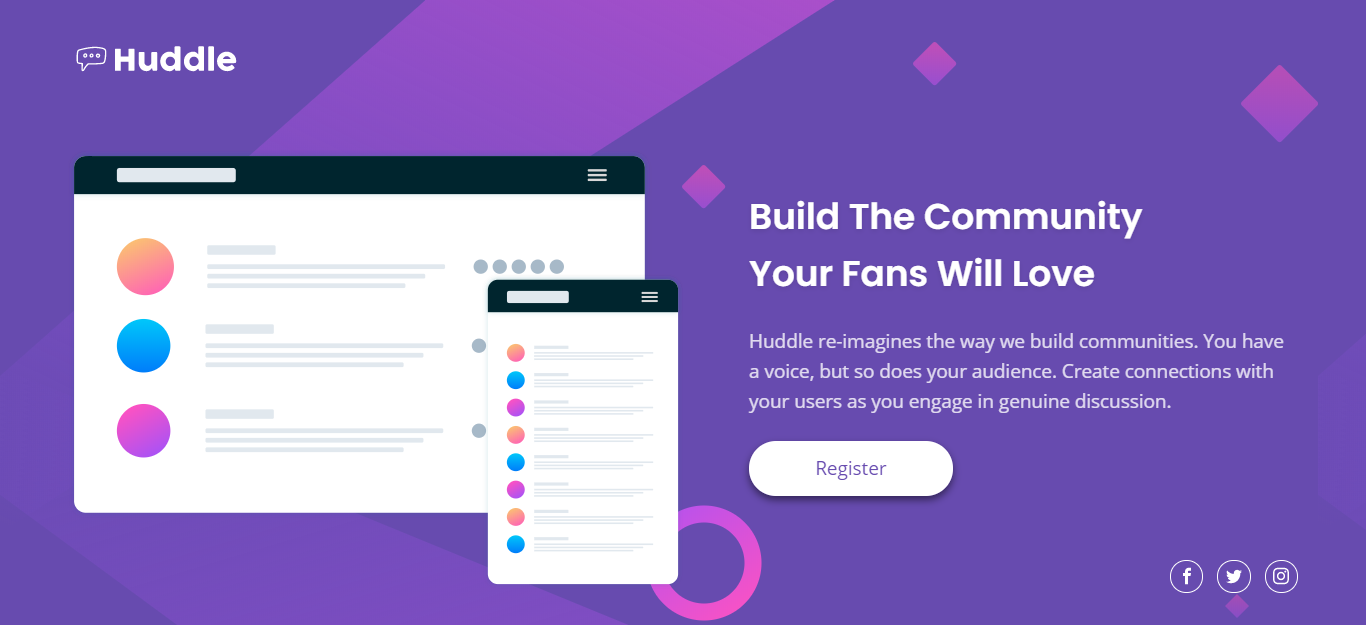 Huddle
Build The Community
Your Fans Will Love
Huddle re-imagines the way we build communities. You have
a voice, but so does your audience. Create connections with
your users as you engage in genuine discussion.
Register